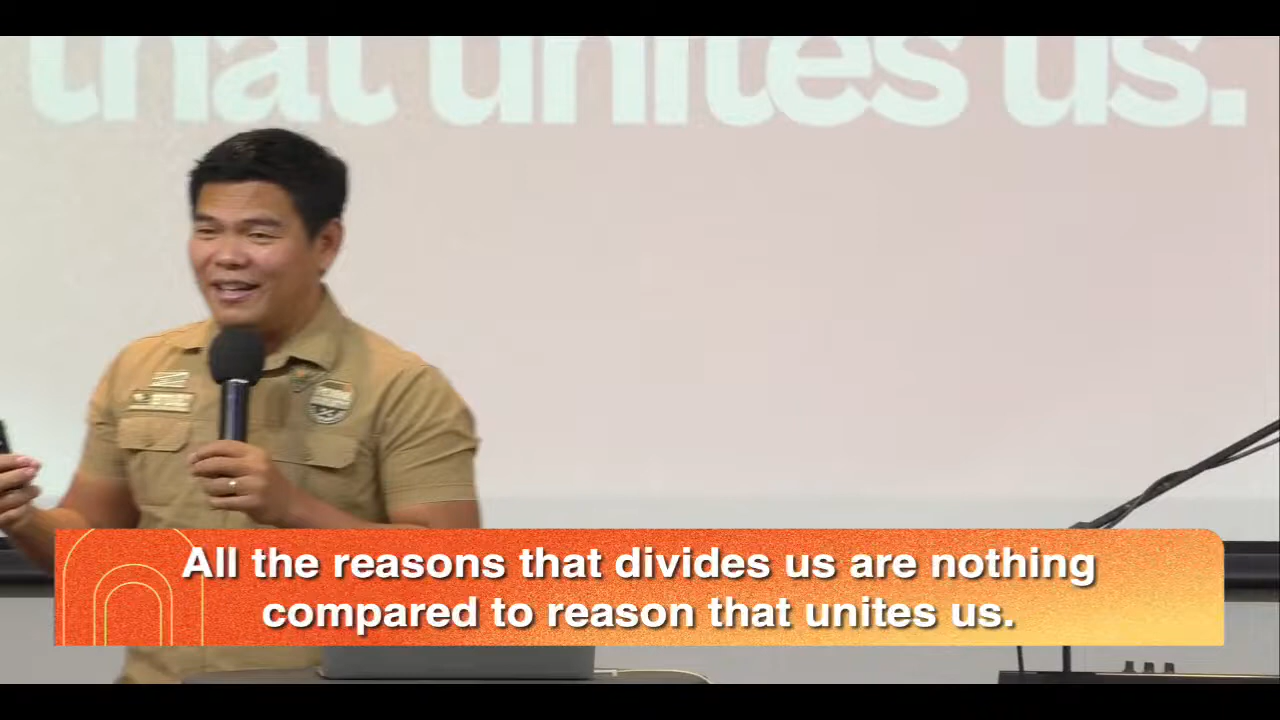 that unites us.
All the reasons that divides us are nothing
compared to reason that unites us.